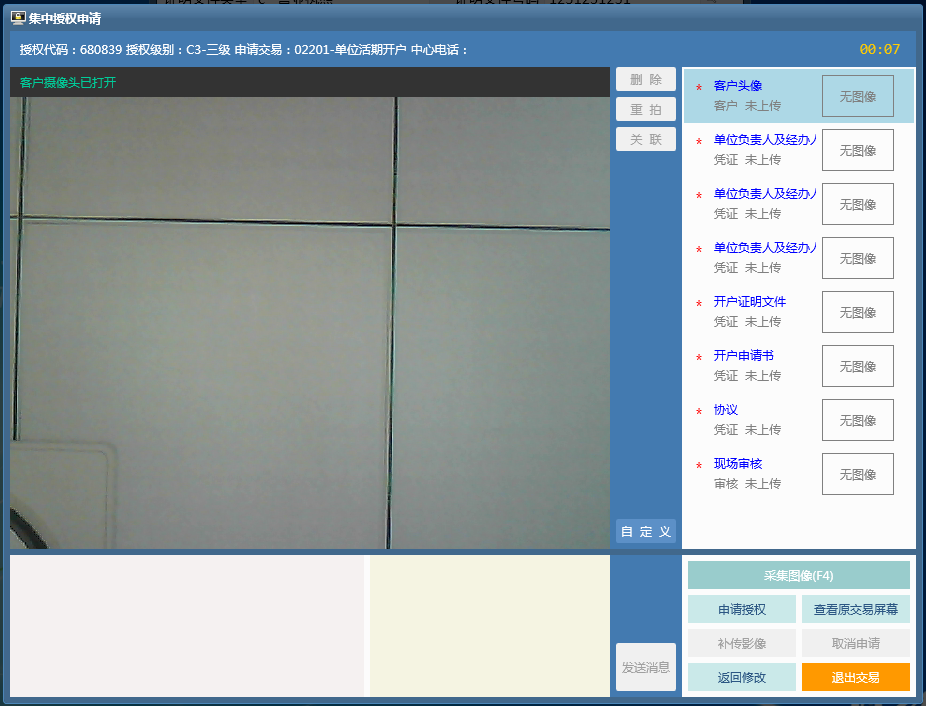 集中授权申请
授权代码：680839 授权级别：C3-三级 申请交易：02201-单位活期开户 中心电话：
00:07
客户摄像头已打开
删 除
重 拍
关 联
自 定 义
发送消息
* 客户头像
客户 未上传
无图像
* 单位负责人及经办人
凭证 未上传
无图像
* 单位负责人及经办人
凭证 未上传
无图像
* 单位负责人及经办人
凭证 未上传
无图像
* 开户证明文件
凭证 未上传
无图像
* 开户申请书
凭证 未上传
无图像
* 协议
凭证 未上传
无图像
* 现场审核
审核 未上传
无图像
采集图像(F4)
申请授权
查看原交易屏幕
补传影像
取消申请
返回修改
退出交易